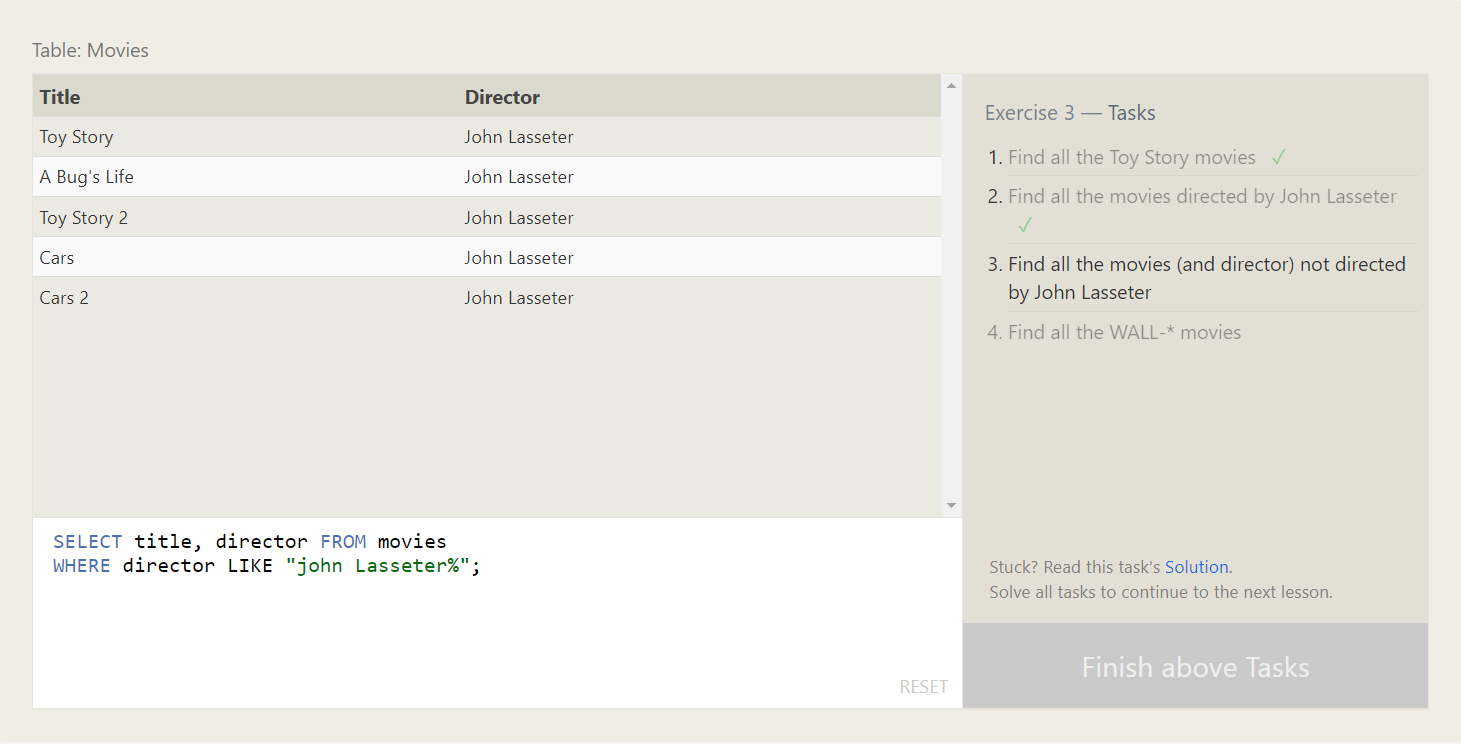 Table: Movies
Title Director
Toy Story John Lasseter
A Bug's Life John Lasseter
Toy Story 2 John Lasseter
Cars John Lasseter
Cars 2 John Lasseter
SELECT title, director FROM movies
WHERE director LIKE "john Lasseter%";
RESET
Exercise 3 — Tasks
1. Find all the Toy Story movies ✓
2. Find all the movies directed by John Lasseter
✓
3. Find all the movies (and director) not directed
by John Lasseter
4. Find all the WALL-* movies
Stuck? Read this task's Solution.
Solve all tasks to continue to the next lesson.
Finish above Tasks